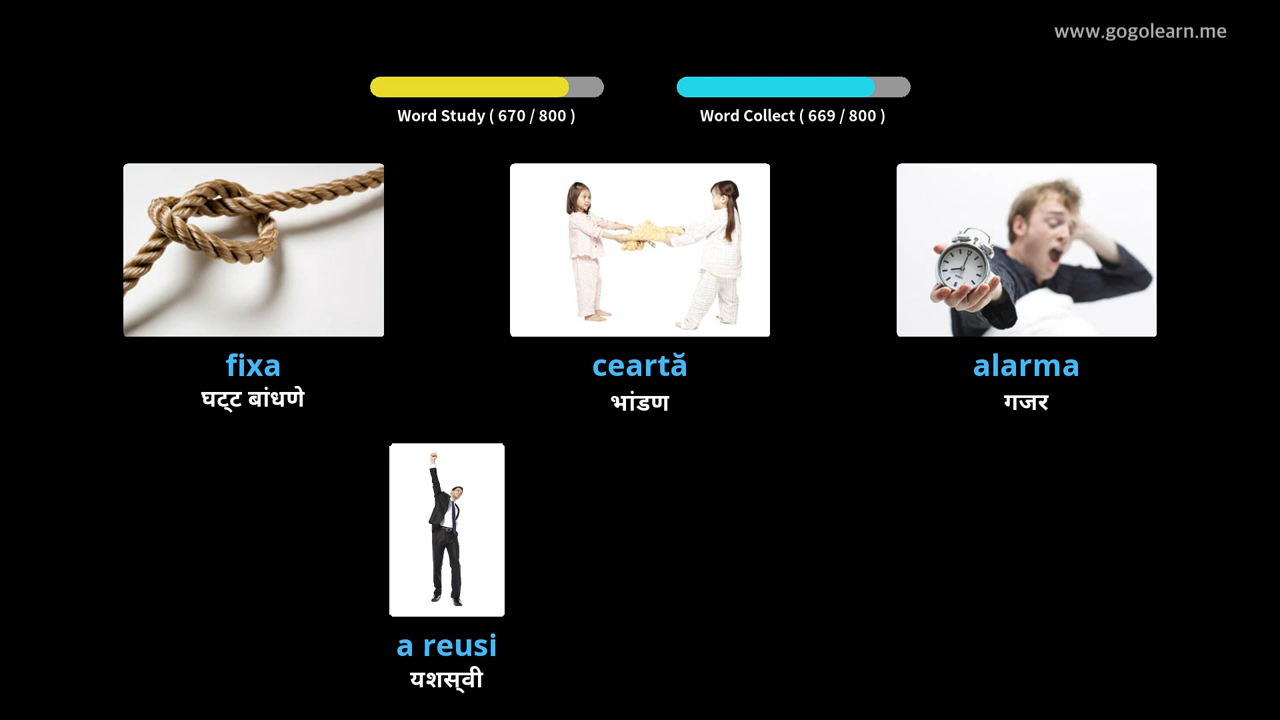 www.gogolearn.me
Word Study ( 670 / 800 )
Word Collect ( 669 / 800 )
fixa
घट्ट बांधणे
ceartă
भांडण
alarma
गजर
a reusi
यशस्वी